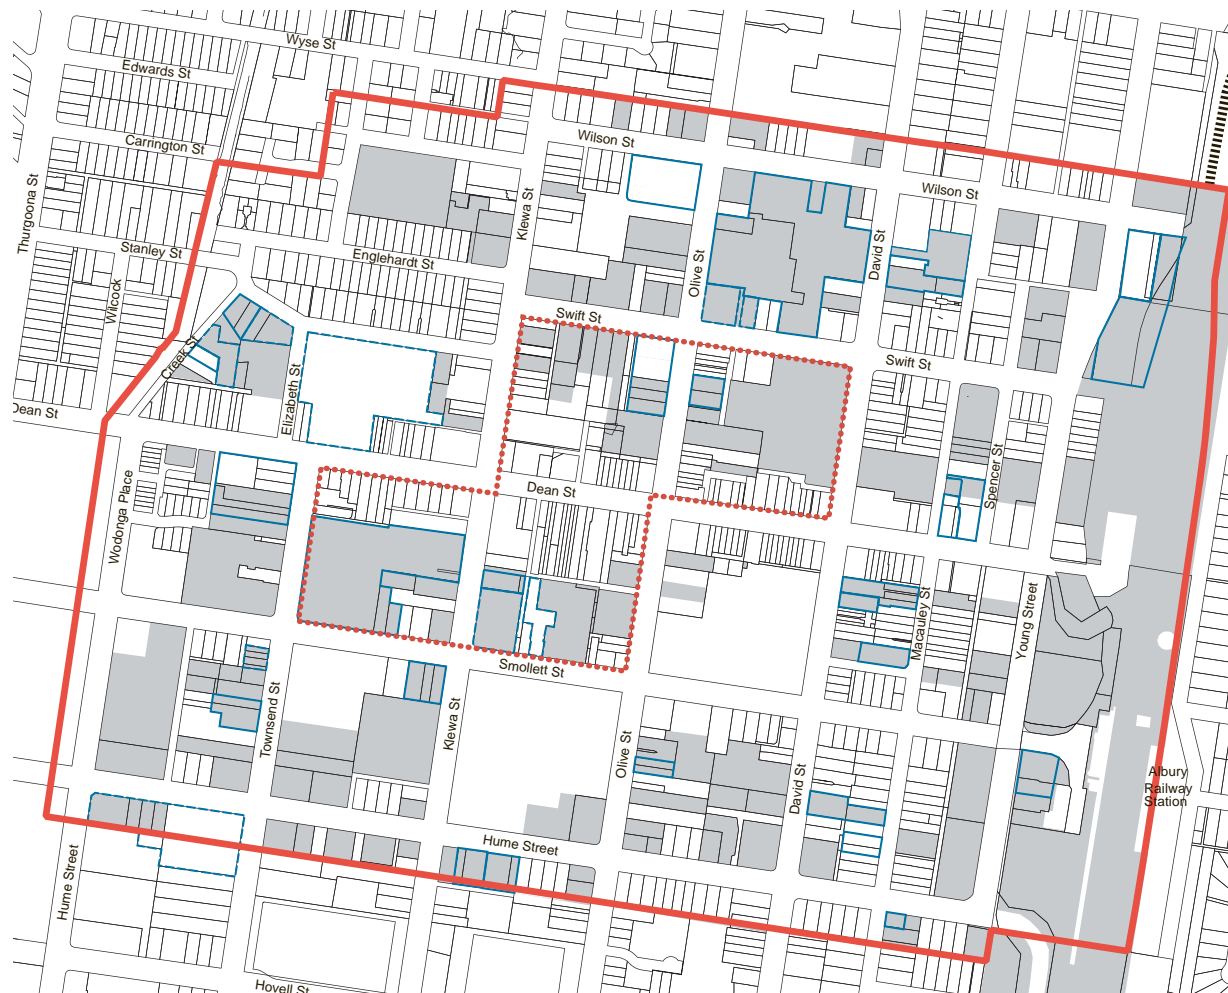 Wyse St
Edwards St
Carrington St
Wilson St
Wilson St
Thurgoona St
Kiewa St
Stanley St
Englehardt St
Olive St
David St
Wilcock
Swift St
Creek St
Swift St
Elizabeth St
Dean St
Dean St
Spencer St
Wodonga Place
Macauley St
Young Street
Smollett St
Townsend St
Kiewa St
Olive St
David St
Albury
Railway
Station
Hume Street
Hume Street
Hovell St